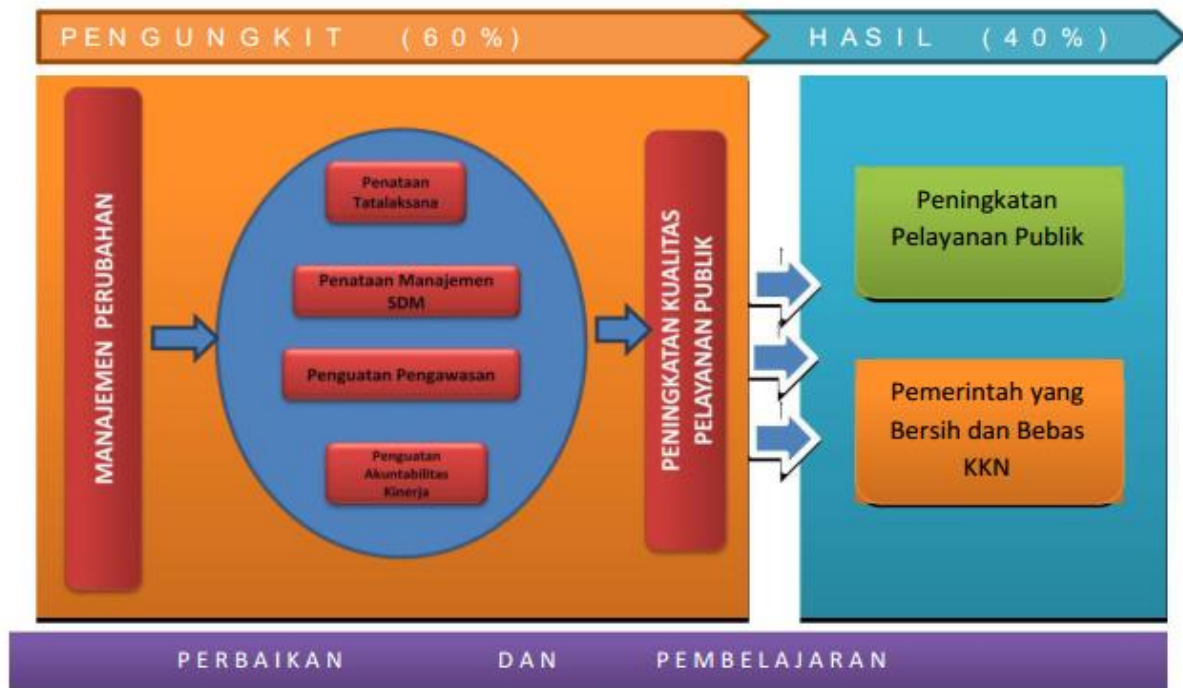 PENGUNGKIT (60%)
HASIL (40%)
MANAJEMEN PERUBAHAN
Penataan
Tatalaksana
Penataan Manajemen
SDM
Penguatan Pengawasan
Penguatan
Akuntabilitas
Kinerja
PENINGKATAN KUALITAS
PELAYANAN PUBLIK
Peningkatan
Pelayanan Publik
Pemerintah yang
Bersih dan Bebas
KKN
PERBAIKAN DAN PEMBELAJARAN